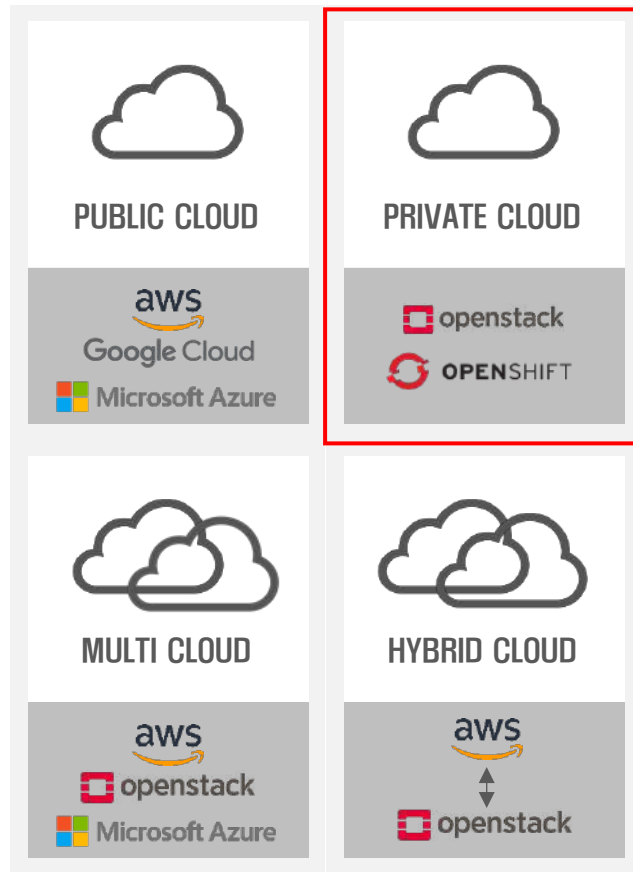 PUBLIC CLOUD
aws
Google Cloud
Microsoft Azure
PRIVATE CLOUD
openstack
OPENSHIFT
MULTI CLOUD
aws
openstack
Microsoft Azure
HYBRID CLOUD
aws
openstack